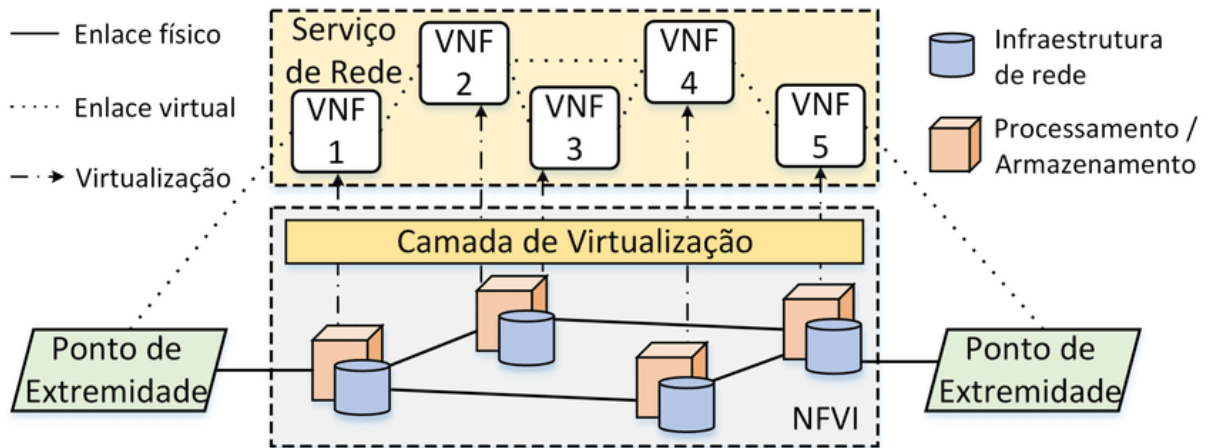 Enlace físico
Enlace virtual
Virtualização
Serviço
de Rede
VNF
1
VNF
2
VNF
3
VNF
4
VNF
5
Infraestrutura
de rede
Processamento /
Armazenamento
Camada de Virtualização
Ponto de
Extremidade
NFVI
Ponto de
Extremidade